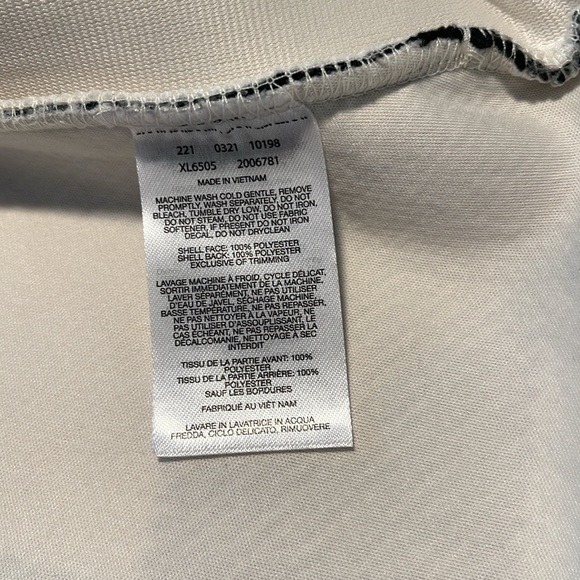 221 0321 10198
XL6505 2006781
MADE IN VIETNAM
MACHINE WASH COLD GENTLE, REMOVE
PROMPTLY, WASH SEPARATELY, DO NOT
BLEACH, TUMBLE DRY LOW, DO NOT IRON,
DO NOT STEAM, DO NOT USE FABRIC
SOFTENER, IF PRESENT DO NOT IRON
DECAL, DO NOT DRYCLEAN
SHELL FACE: 100% POLYESTER
SHELL BACK: 100% POLYESTER
EXCLUSIVE OF TRIMMING
LAVAGE MACHINE À FROID, CYCLE DÉLICAT,
SORTIR IMMÉDIATEMENT DE LA MACHINE,
LAVER SÉPARÉMENT, NE PAS UTILISER
D'EAU DE JAVEL, SÉCHAGE MACHINE,
BASSE TEMPÉRATURE, NE PAS REPASSER,
NE PAS NETTOYER À LA VAPEUR, NE
PAS UTILISER D'ASSOUPLISSANT, LE
CAS ÉCHEANT, NE PAS REPASSER LA
DÉCALCOMANIE, NETTOYAGE À SEC
INTERDIT
TISSU DE LA PARTIE AVANT: 100%
POLYESTER
TISSU DE LA PARTIE ARRIÈRE: 100%
POLYESTER
SAUF LES BORDURES
FABRIQUÉ AU VIÊT NAM
LAVARE IN LAVATRICE IN ACQUA
FREDDA, CICLO DELICATO, RIMUOVERE